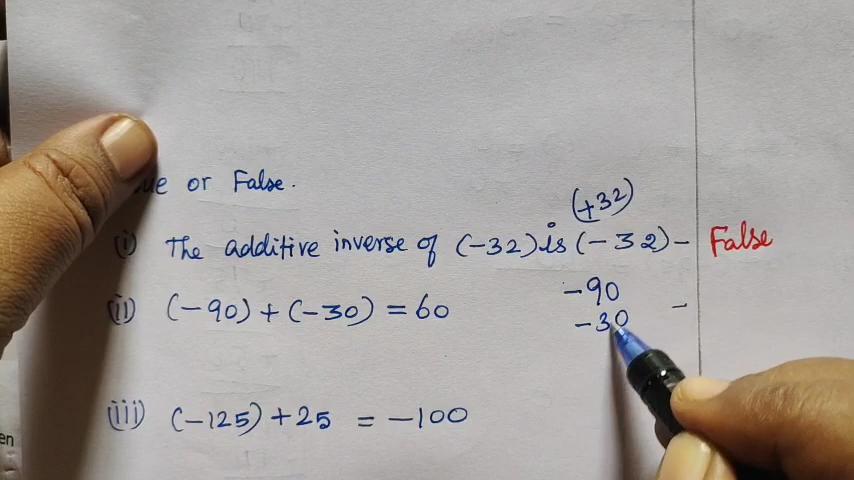 or False.
(+32)
(i) The additive inverse of (-32) is (-32) - False
(ii) (-90) + (-30) = 60 -90 -
-30
(iii) (-125) + 25 = -100
en